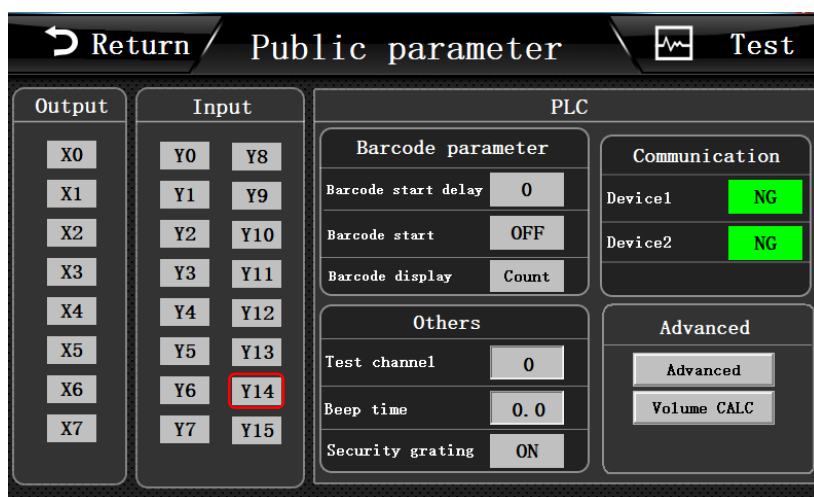 Return
Public parameter
Test
Output
Input
PLC
X0
X1
X2
X3
X4
X5
X6
X7
Y0 Y8
Y1 Y9
Y2 Y10
Y3 Y11
Y4 Y12
Y5 Y13
Y6 Y14
Y7 Y15
Barcode parameter
Barcode start delay 0
Barcode start OFF
Barcode display Count
Others
Test channel 0
Beep time 0.0
Security grating ON
Communication
Device1 NG
Device2 NG
Advanced
Advanced
Volume CALC